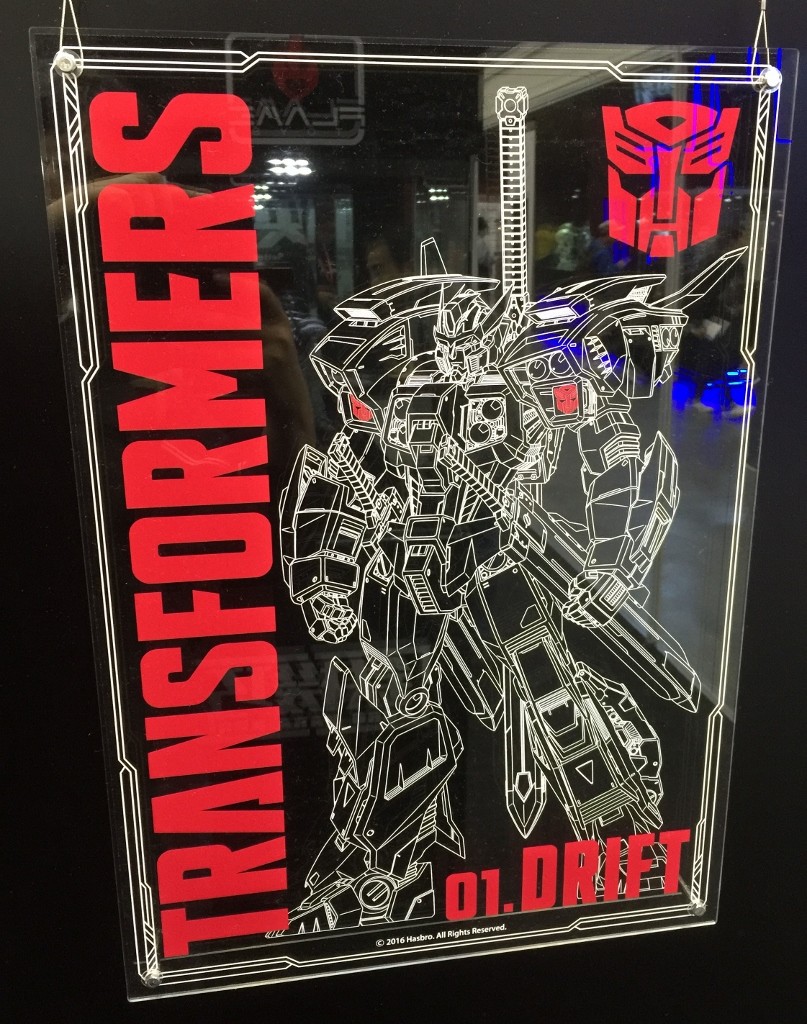 TRANSFORMERS
01. DRIFT
© 2016 Hasbro. All Rights Reserved.